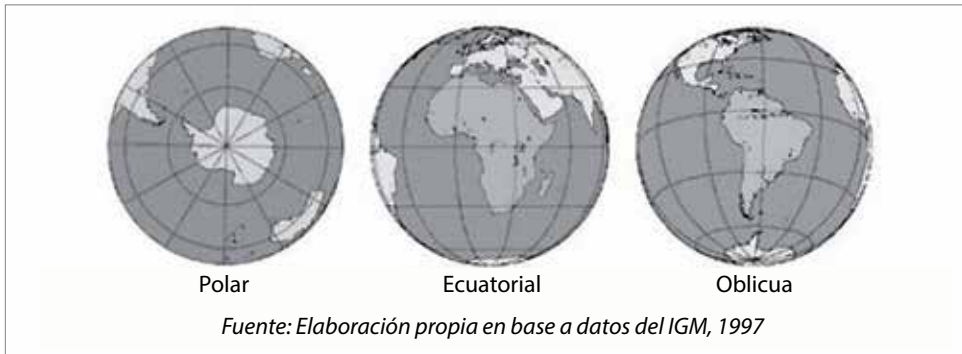 Polar
Ecuatorial
Oblicua
Fuente: Elaboración propia en base a datos del IGM, 1997